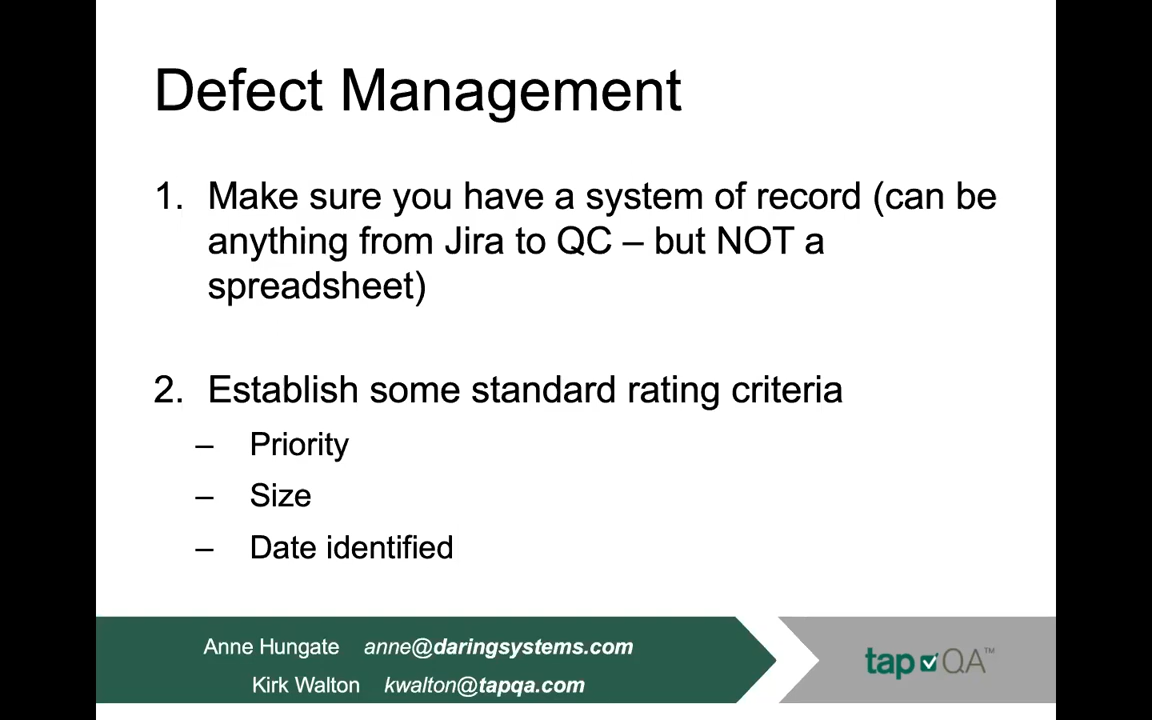 Defect Management
1. Make sure you have a system of record (can be
anything from Jira to QC – but NOT a
spreadsheet)
2. Establish some standard rating criteria
– Priority
– Size
– Date identified
Anne Hungate anne@daringsystems.com
Kirk Walton kwalton@tapqa.com
tap QA™